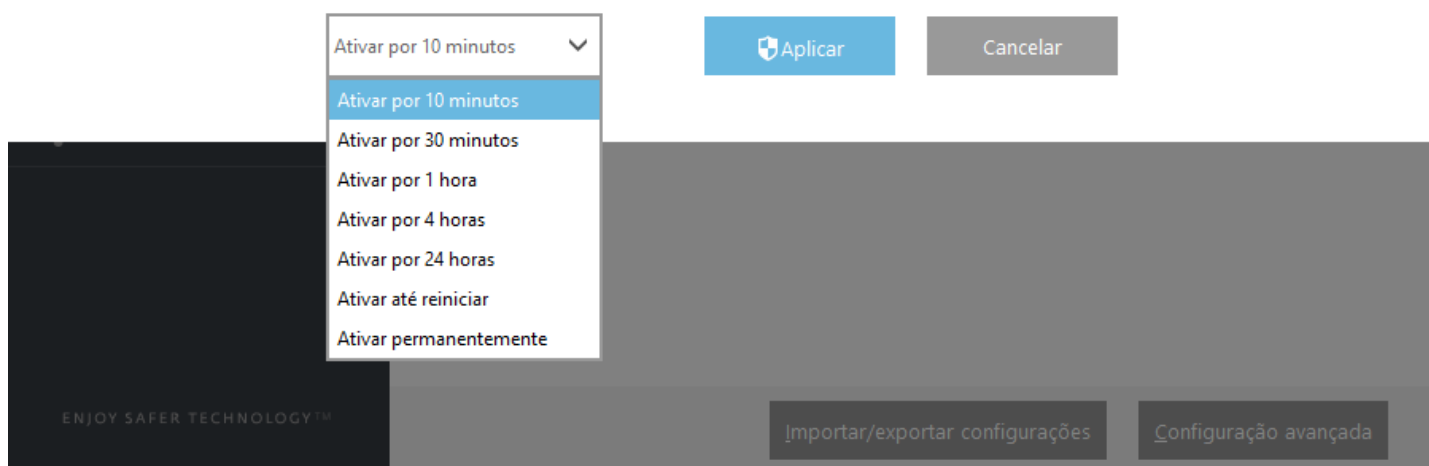 Ativar por 10 minutos
Aplicar
Cancelar
Ativar por 10 minutos
Ativar por 30 minutos
Ativar por 1 hora
Ativar por 4 horas
Ativar por 24 horas
Ativar até reiniciar
Ativar permanentemente
ENJOY SAFER TECHNOLOGY™
Importar/exportar configurações
Configuração avançada